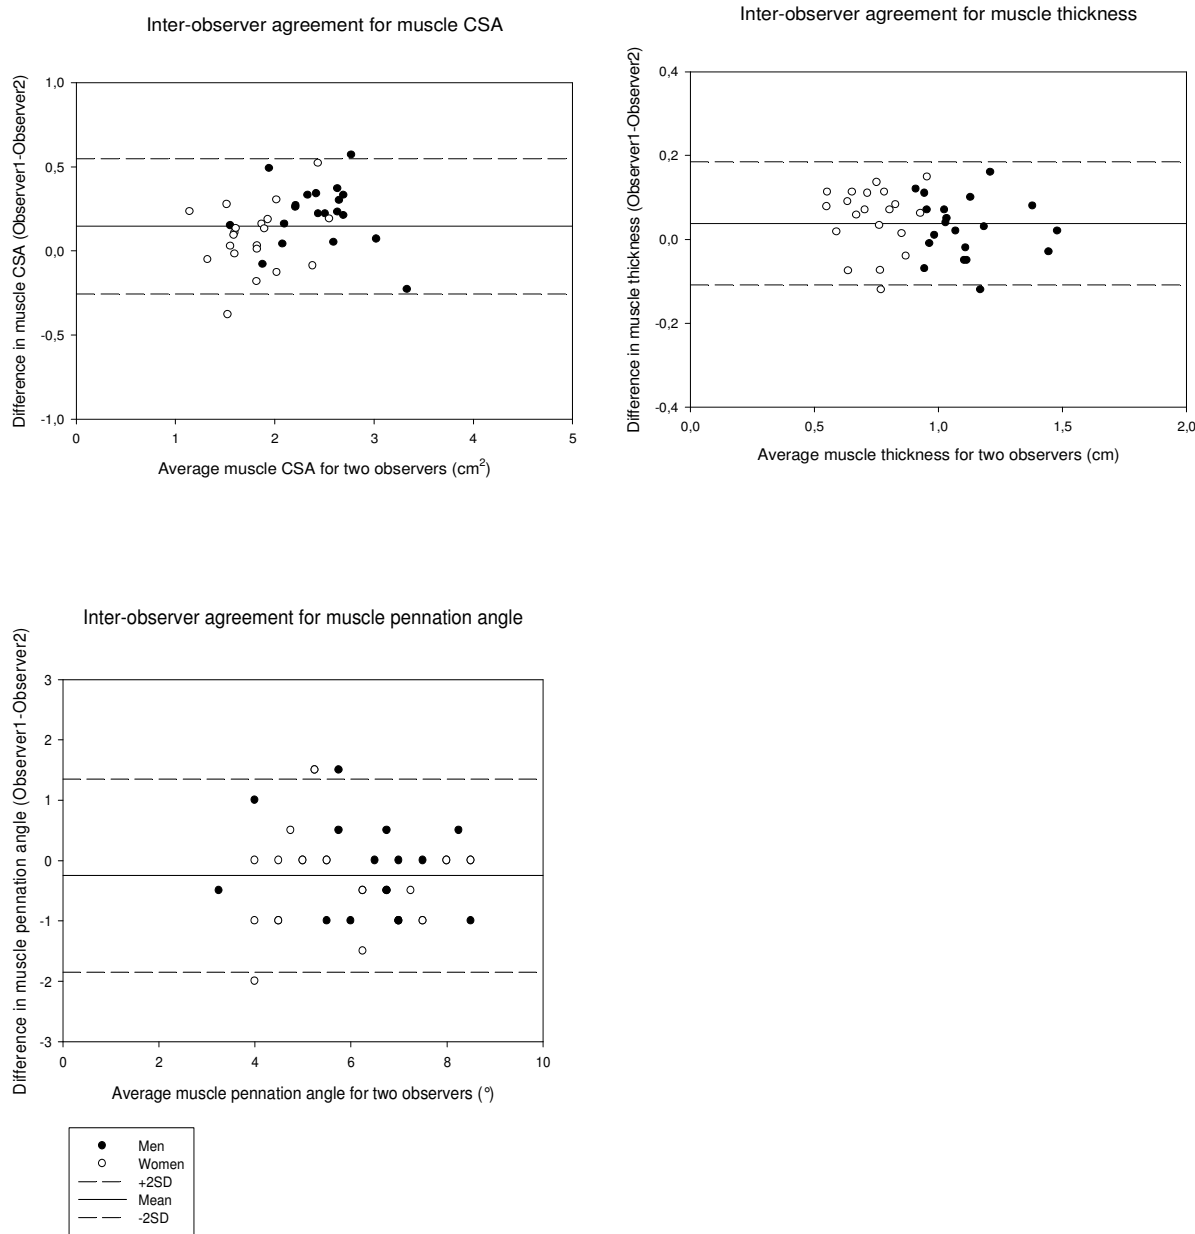 Inter-observer agreement for muscle CSA
Difference in muscle CSA (Observer1-Observer2)
1,0
0,5
0,0
-0,5
-1,0
0 1 2 3 4 5
Average muscle CSA for two observers (cm²)
Inter-observer agreement for muscle thickness
Difference in muscle thickness (Observer1-Observer2)
0,4
0,2
0,0
-0,2
-0,4
0,0 0,5 1,0 1,5 2,0
Average muscle thickness for two observers (cm)
Inter-observer agreement for muscle pennation angle
Difference in muscle pennation angle (Observer1-Observer2)
3
2
1
0
-1
-2
-3
0 2 4 6 8 10
Average muscle pennation angle for two observers (°)
Men
Women
+2SD
Mean
-2SD